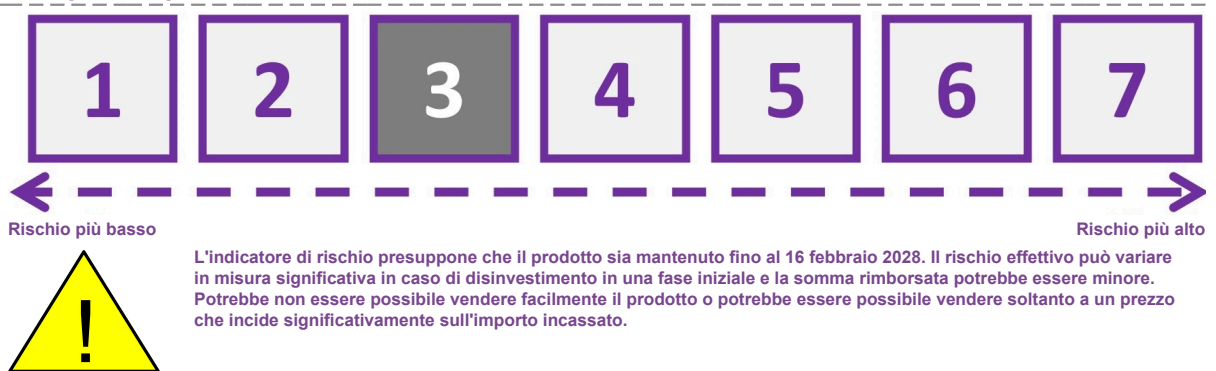 1 2 3 4 5 6 7
Rischio più basso Rischio più alto
L'indicatore di rischio presuppone che il prodotto sia mantenuto fino al 16 febbraio 2028. Il rischio effettivo può variare
in misura significativa in caso di disinvestimento in una fase iniziale e la somma rimborsata potrebbe essere minore.
Potrebbe non essere possibile vendere facilmente il prodotto o potrebbe essere possibile vendere soltanto a un prezzo
che incide significativamente sull'importo incassato.
!